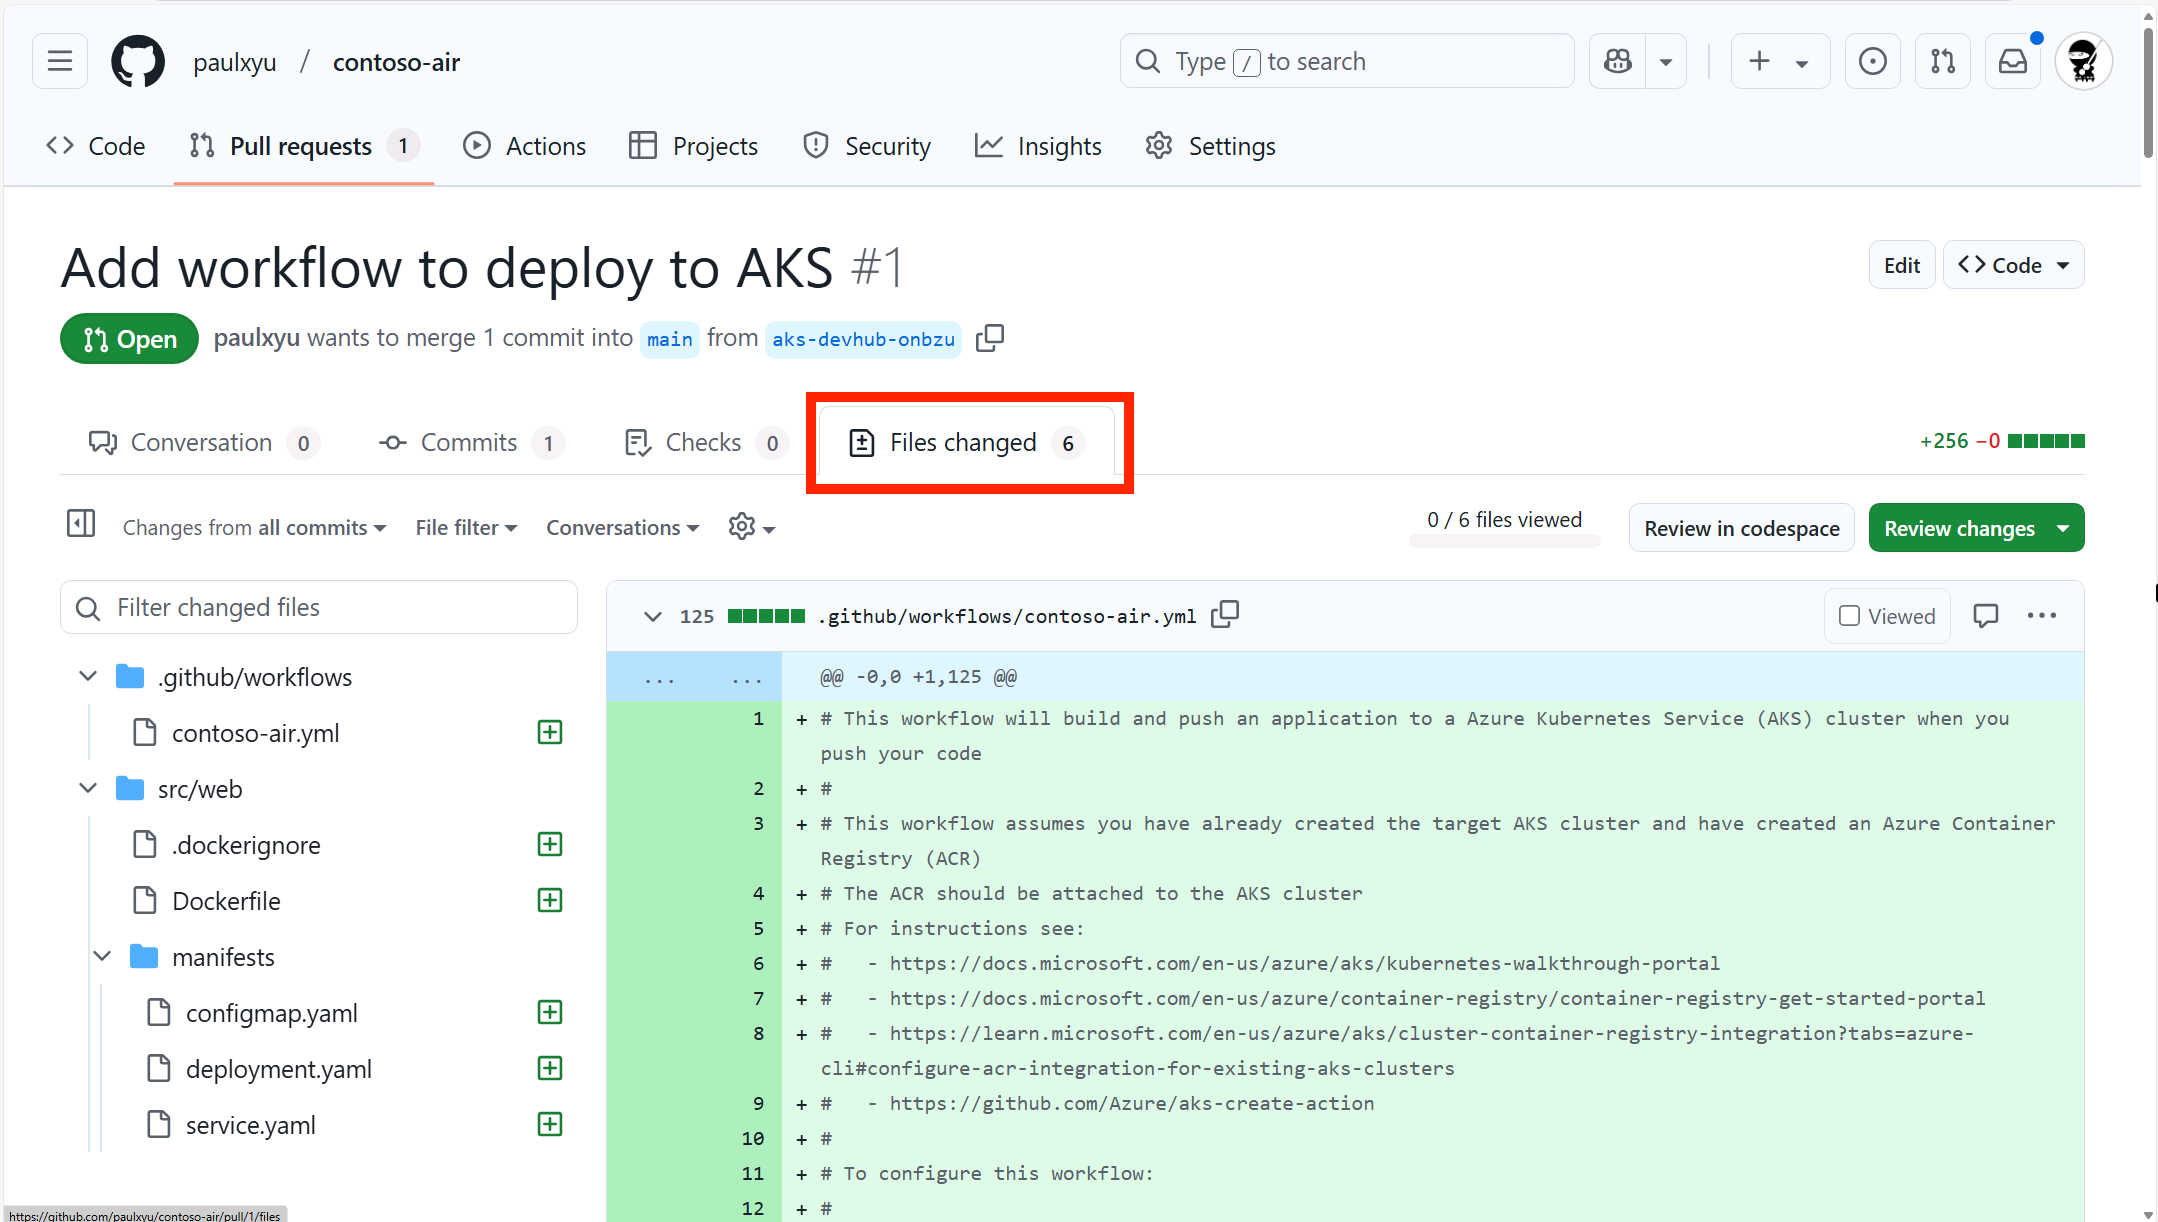 paulxyu / contoso-air
Type / to search
Code
Pull requests 1
Actions
Projects
Security
Insights
Settings
Add workflow to deploy to AKS #1
Edit
Code
Open
paulxyu wants to merge 1 commit into main from aks-devhub-onbzu
Conversation 0
Commits 1
Checks 0
Files changed 6
+256 −0
Changes from all commits
File filter
Conversations
0 / 6 files viewed
Review in codespace
Review changes
Filter changed files
.github/workflows
contoso-air.yml
src/web
.dockerignore
Dockerfile
manifests
configmap.yaml
deployment.yaml
service.yaml
125 .github/workflows/contoso-air.yml
Viewed
... ... @@ -0,0 +1,125 @@
1 + # This workflow will build and push an application to a Azure Kubernetes Service (AKS) cluster when you
push your code
2 + #
3 + # This workflow assumes you have already created the target AKS cluster and have created an Azure Container
Registry (ACR)
4 + # The ACR should be attached to the AKS cluster
5 + # For instructions see:
6 + #   - https://docs.microsoft.com/en-us/azure/aks/kubernetes-walkthrough-portal
7 + #   - https://docs.microsoft.com/en-us/azure/container-registry/container-registry-get-started-portal
8 + #   - https://learn.microsoft.com/en-us/azure/aks/cluster-container-registry-integration?tabs=azure-
cli#configure-acr-integration-for-existing-aks-clusters
9 + #   - https://github.com/Azure/aks-create-action
10 + #
11 + # To configure this workflow:
12 + #
https://github.com/paulxyu/contoso-air/pull/1/files